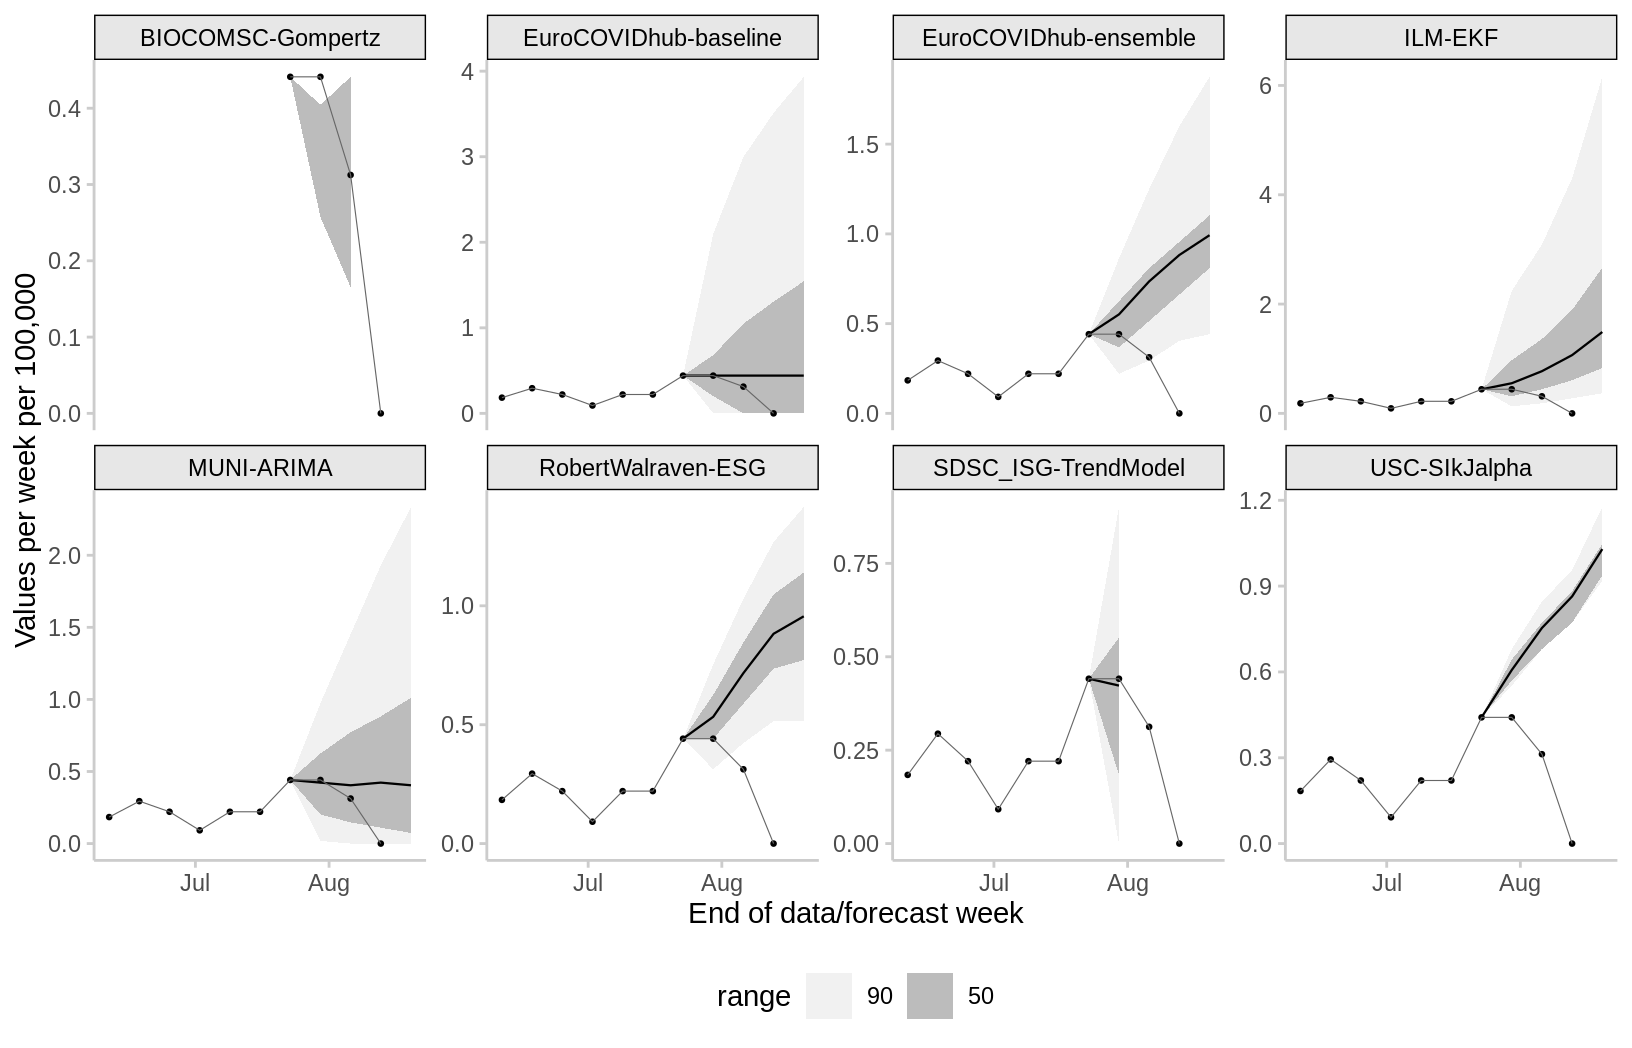 BIOCOMSC-Gompertz
EuroCOVIDhub-baseline
EuroCOVIDhub-ensemble
ILM-EKF
0.4
0.3
0.2
0.1
0.0
4
3
2
1
0
1.5
1.0
0.5
0.0
6
4
2
0
Values per week per 100,000
MUNI-ARIMA
RobertWalraven-ESG
SDSC_ISG-TrendModel
USC-SIkJalpha
2.0
1.5
1.0
0.5
0.0
1.0
0.5
0.0
0.75
0.50
0.25
0.00
1.2
0.9
0.6
0.3
0.0
Jul Aug
Jul Aug
Jul Aug
Jul Aug
End of data/forecast week
range 90 50